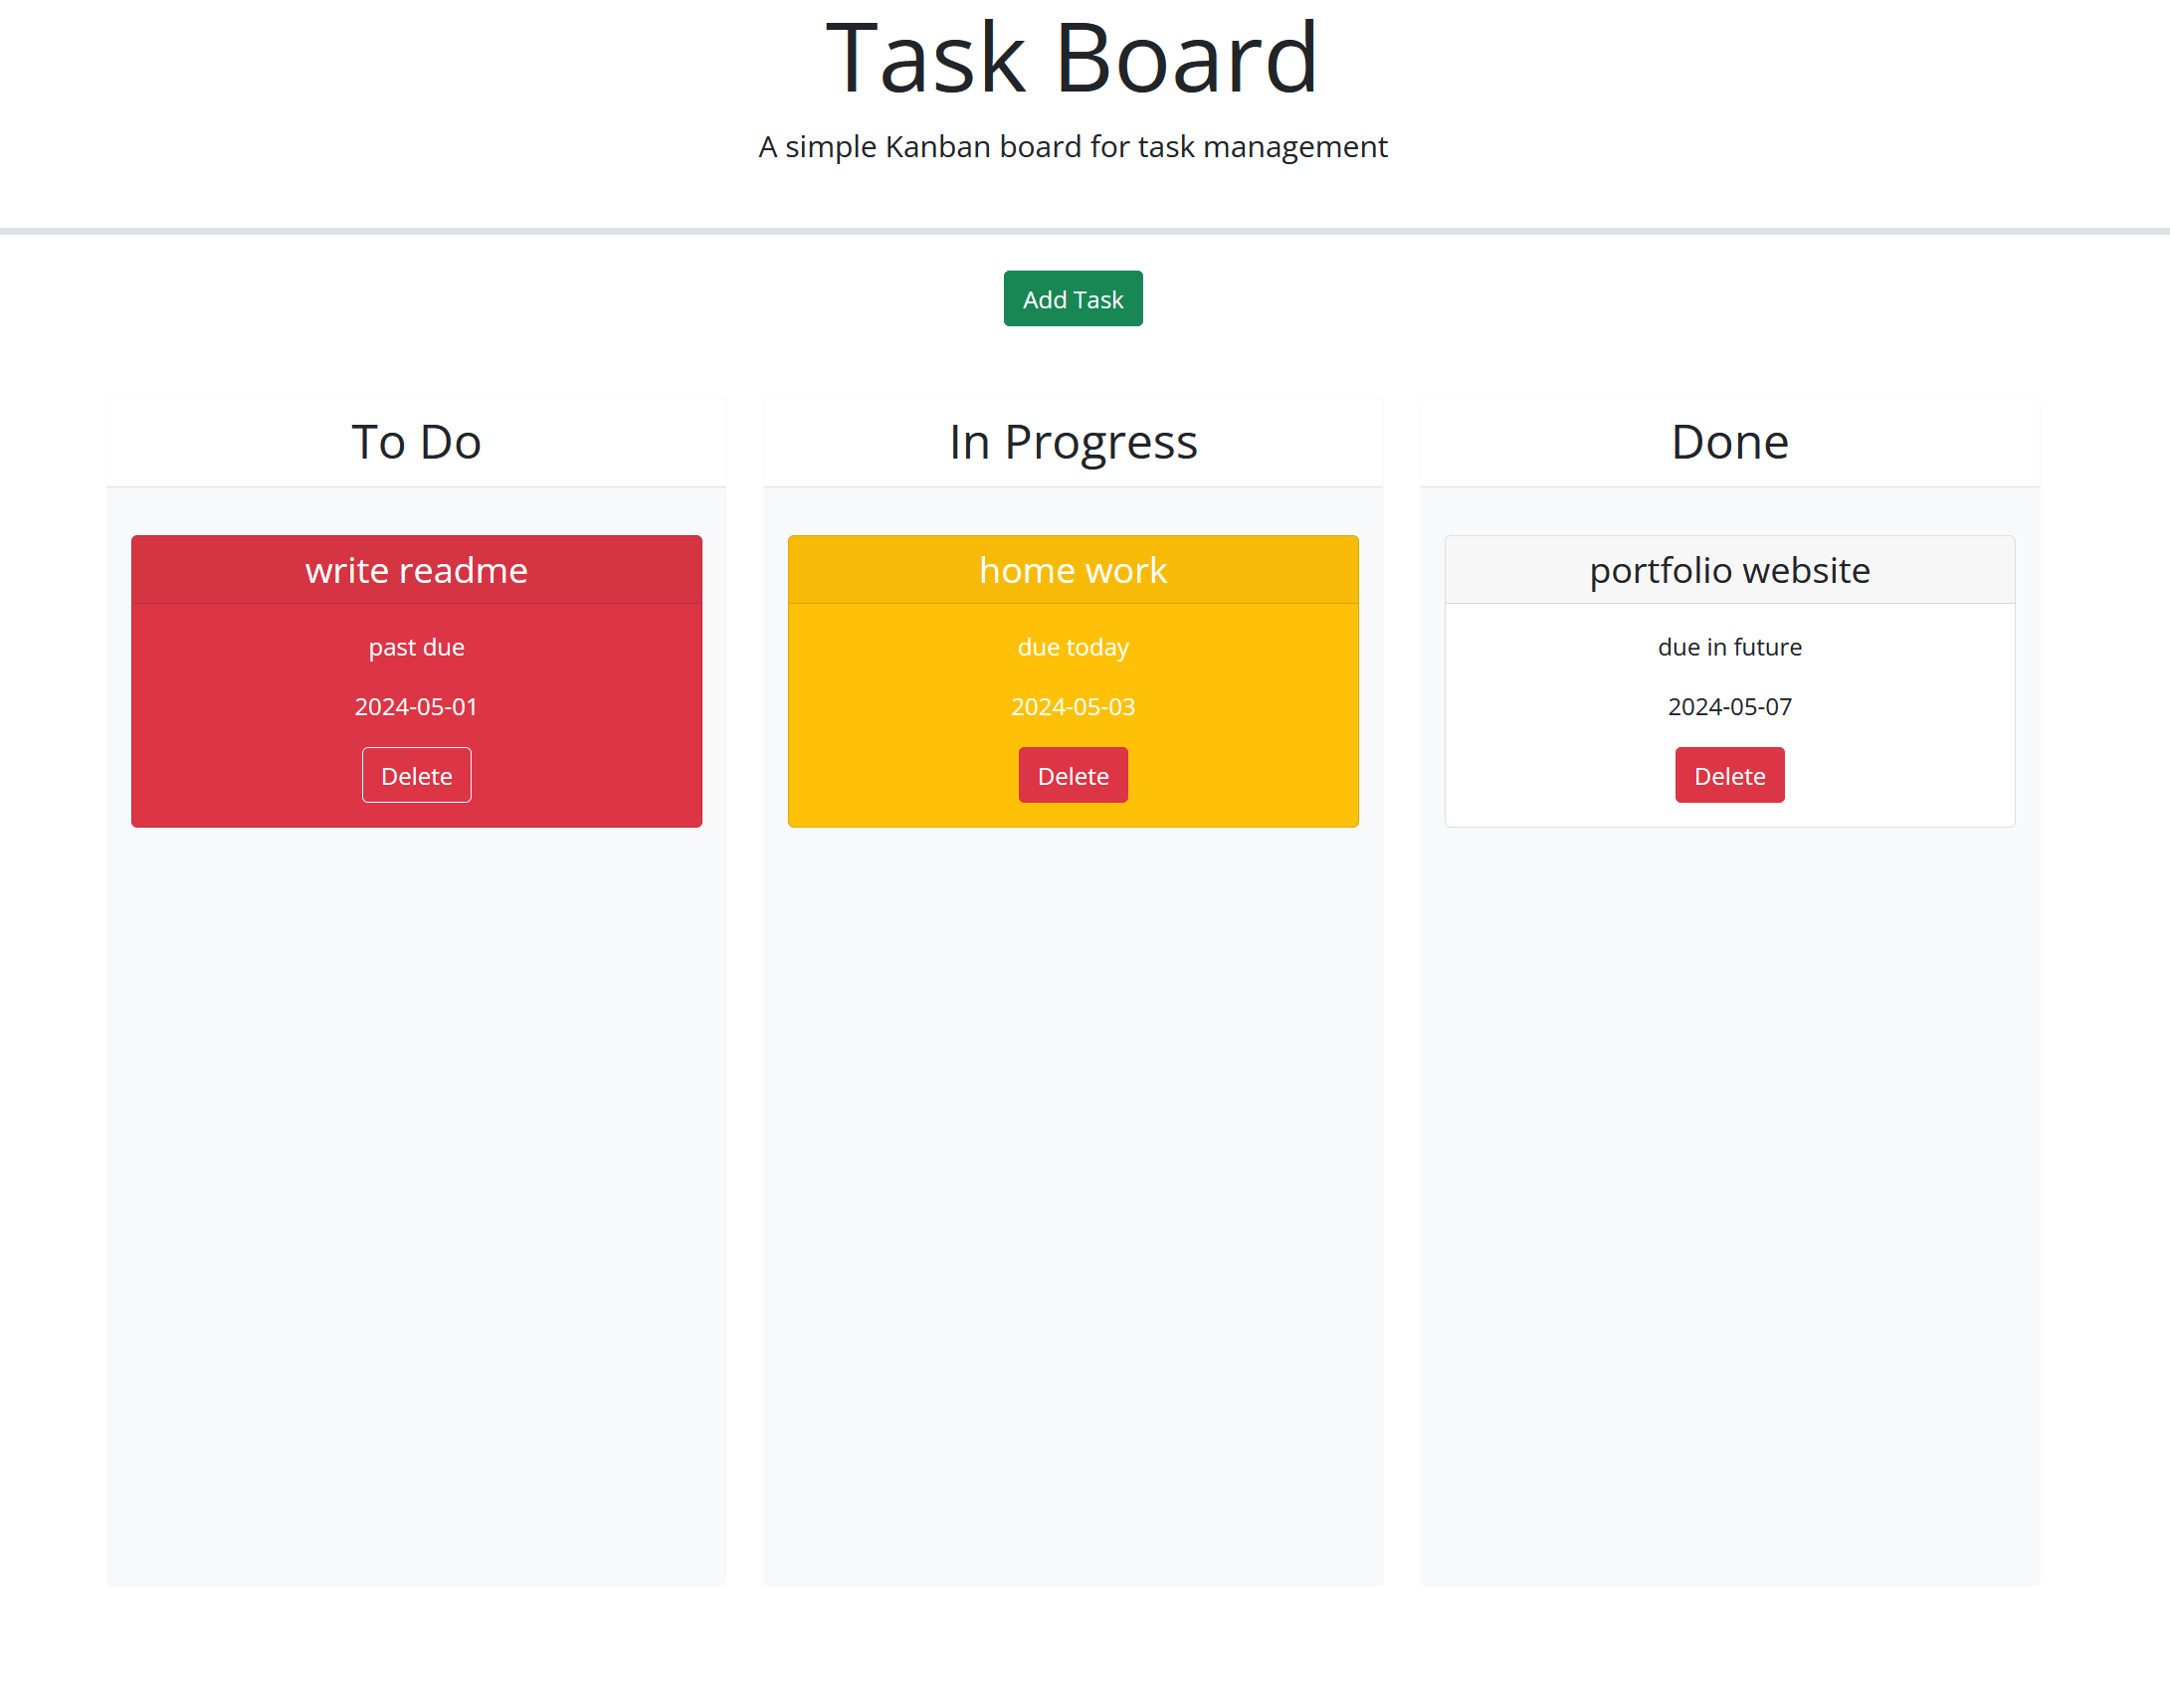 Task Board
A simple Kanban board for task management
Add Task
To Do
write readme
past due
2024-05-01
Delete
In Progress
home work
due today
2024-05-03
Delete
Done
portfolio website
due in future
2024-05-07
Delete